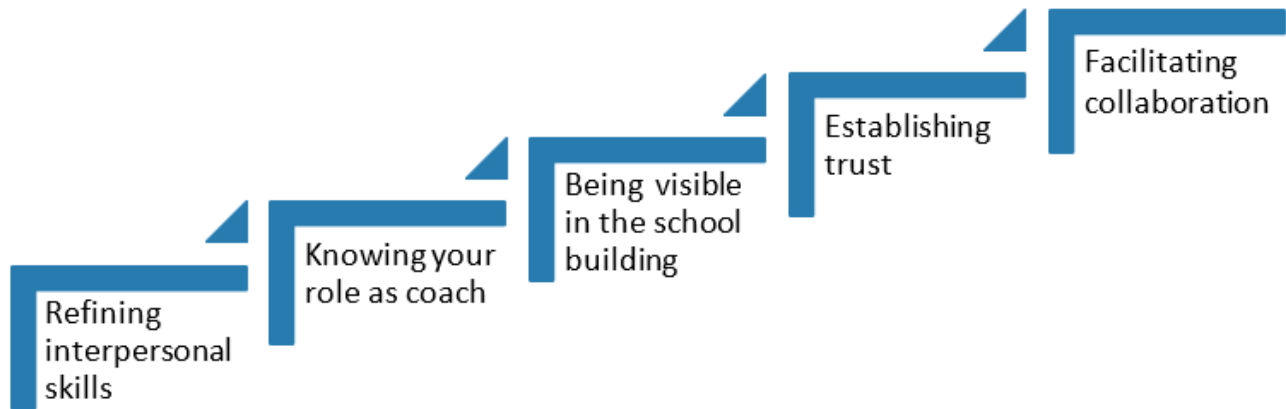 Refining
interpersonal
skills
Knowing your
role as coach
Being visible
in the school
building
Establishing
trust
Facilitating
collaboration